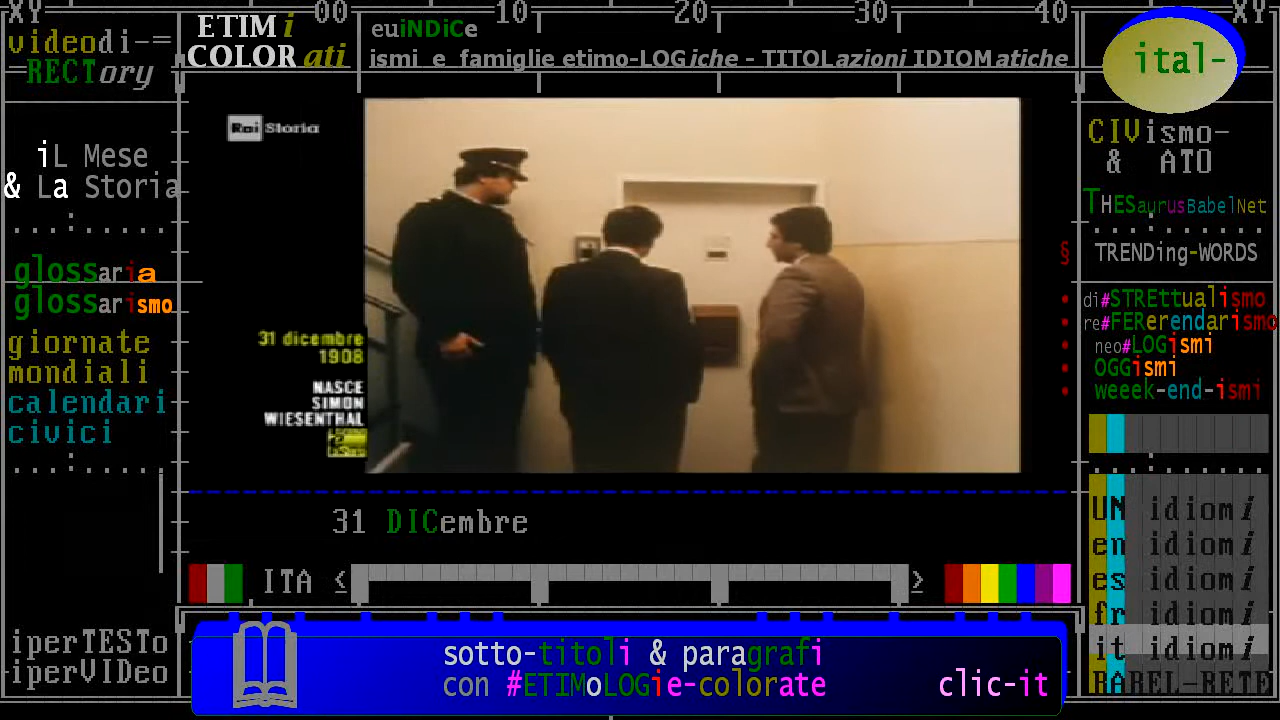 XY 00 10 20 30 40 XY
videodi-=
RECTory
ETIMi
COLORati
euiNDiCe
ismi e famiglie etimo-LOGiche - TITOLazioni IDIOMatiche
ital-
iL Mese
& La Storia
...:.....
glossaria
glossarismo
giornate
mondiali
calendari
civici
...:.....
iperTESTo
iperVIDeo
Rai Storia
31 dicembre
1908
NASCE
SIMON
WIESENTHAL
31 DICembre
ITA < >
sotto-titoli & paragrafi
con #ETIMoLOGie-colorate
clic-it
CIVismo-
& ATO
THESaurusBabelNet
...:......
§ TRENDing-WORDS
• di#STREttualismo
• re#FERerendarismo
• neo#LOGismi
• OGGismi
• weeek-end-ismi
...:......
UN idiomi
en idiomi
es idiomi
fr idiomi
it idiomi
BABEL-RETE